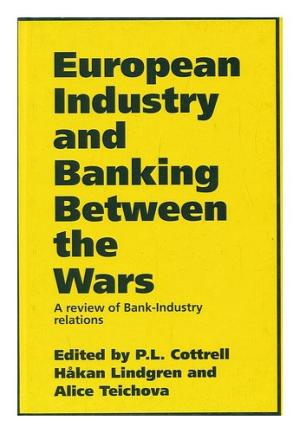 European
Industry
and
Banking
Between
the
Wars
A review of Bank-Industry
relations
Edited by P.L. Cottrell
Håkan Lindgren and
Alice Teichova